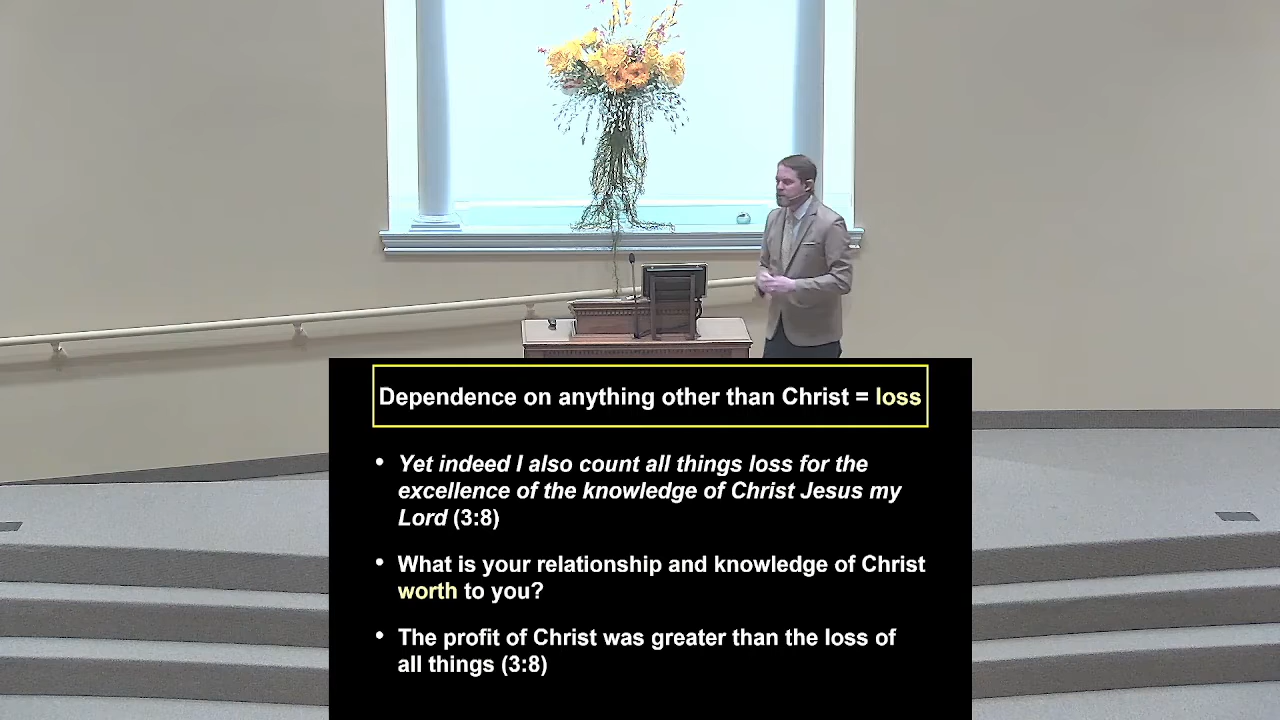 Dependence on anything other than Christ = loss
• Yet indeed I also count all things loss for the
excellence of the knowledge of Christ Jesus my
Lord (3:8)
• What is your relationship and knowledge of Christ
worth to you?
• The profit of Christ was greater than the loss of
all things (3:8)